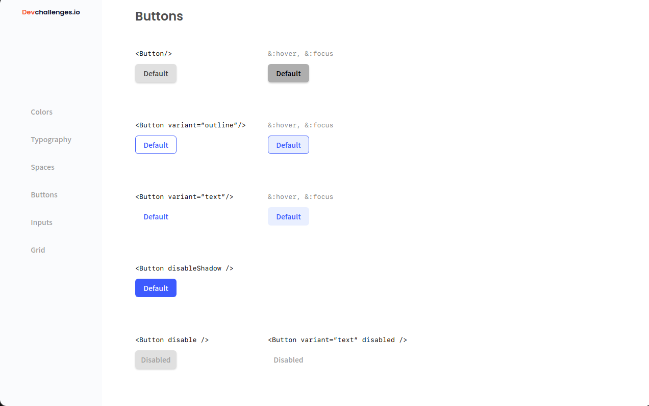 Devchallenges.io
Colors
Typography
Spaces
Buttons
Inputs
Grid
Buttons
<Button/>
&:hover, &:focus
Default
Default
<Button variant="outline"/>
&:hover, &:focus
Default
Default
<Button variant="text"/>
&:hover, &:focus
Default
Default
<Button disableShadow />
Default
<Button disable />
<Button variant="text" disabled />
Disabled
Disabled